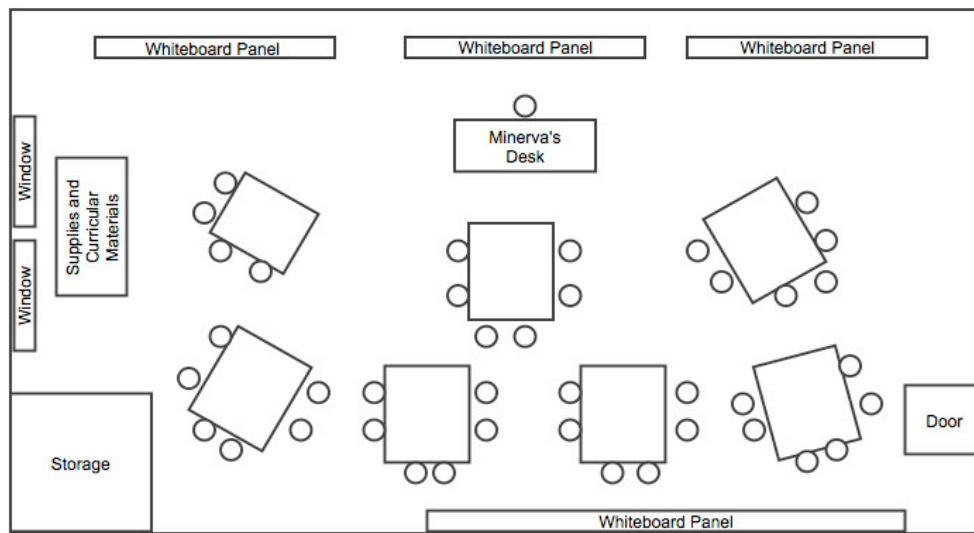 Whiteboard Panel
Whiteboard Panel
Whiteboard Panel
Minerva's
Desk
Window
Supplies and
Curricular
Materials
Window
Storage
Door
Whiteboard Panel